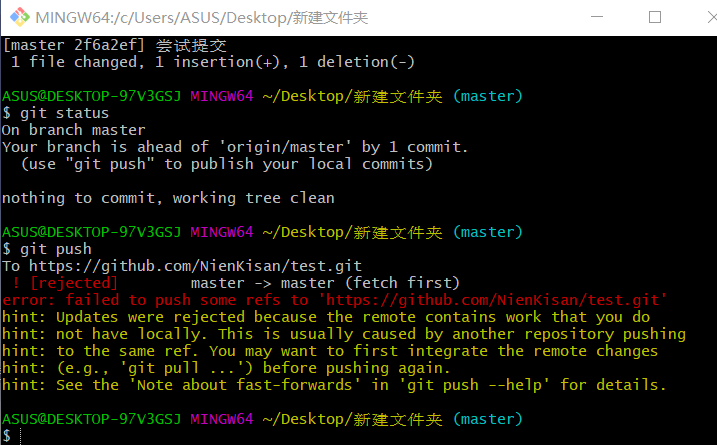 MINGW64:/c/Users/ASUS/Desktop/新建文件夹
[master 2f6a2ef] 尝试提交
 1 file changed, 1 insertion(+), 1 deletion(-)
ASUS@DESKTOP-97V3GSJ MINGW64 ~/Desktop/新建文件夹 (master)
$ git status
On branch master
Your branch is ahead of 'origin/master' by 1 commit.
  (use "git push" to publish your local commits)
nothing to commit, working tree clean
ASUS@DESKTOP-97V3GSJ MINGW64 ~/Desktop/新建文件夹 (master)
$ git push
To https://github.com/NienKisan/test.git
 ! [rejected]        master -> master (fetch first)
error: failed to push some refs to 'https://github.com/NienKisan/test.git'
hint: Updates were rejected because the remote contains work that you do
hint: not have locally. This is usually caused by another repository pushing
hint: to the same ref. You may want to first integrate the remote changes
hint: (e.g., 'git pull ...') before pushing again.
hint: See the 'Note about fast-forwards' in 'git push --help' for details.
ASUS@DESKTOP-97V3GSJ MINGW64 ~/Desktop/新建文件夹 (master)
$